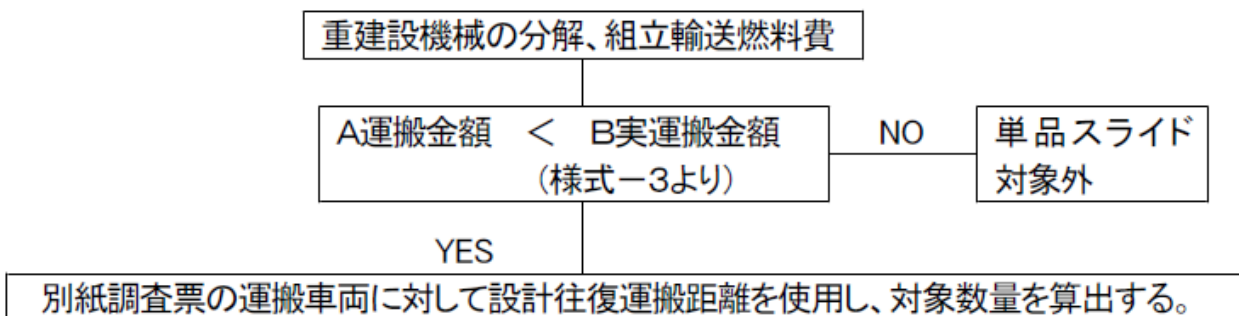 重建設機械の分解、組立輸送燃料費
A運搬金額　＜　B実運搬金額
（様式－3より）
NO
単品スライド
対象外
YES
別紙調査票の運搬車両に対して設計往復運搬距離を使用し、対象数量を算出する。